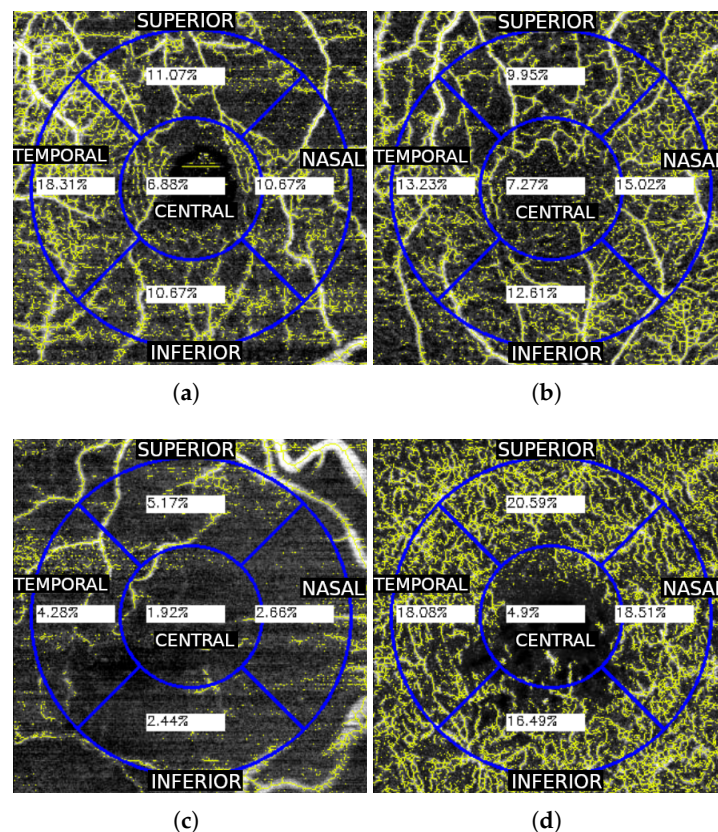 SUPERIOR
11.07%
TEMPORAL
NASAL
18.31%
6.88%
10.67%
CENTRAL
10.67%
INFERIOR
(a)
SUPERIOR
9.95%
TEMPORAL
NASAL
13.23%
7.27%
15.02%
CENTRAL
12.61%
INFERIOR
(b)
SUPERIOR
5.17%
TEMPORAL
NASAL
4.28%
1.92%
2.66%
CENTRAL
2.44%
INFERIOR
(c)
SUPERIOR
20.59%
TEMPORAL
NASAL
18.08%
4.9%
18.51%
CENTRAL
16.49%
INFERIOR
(d)